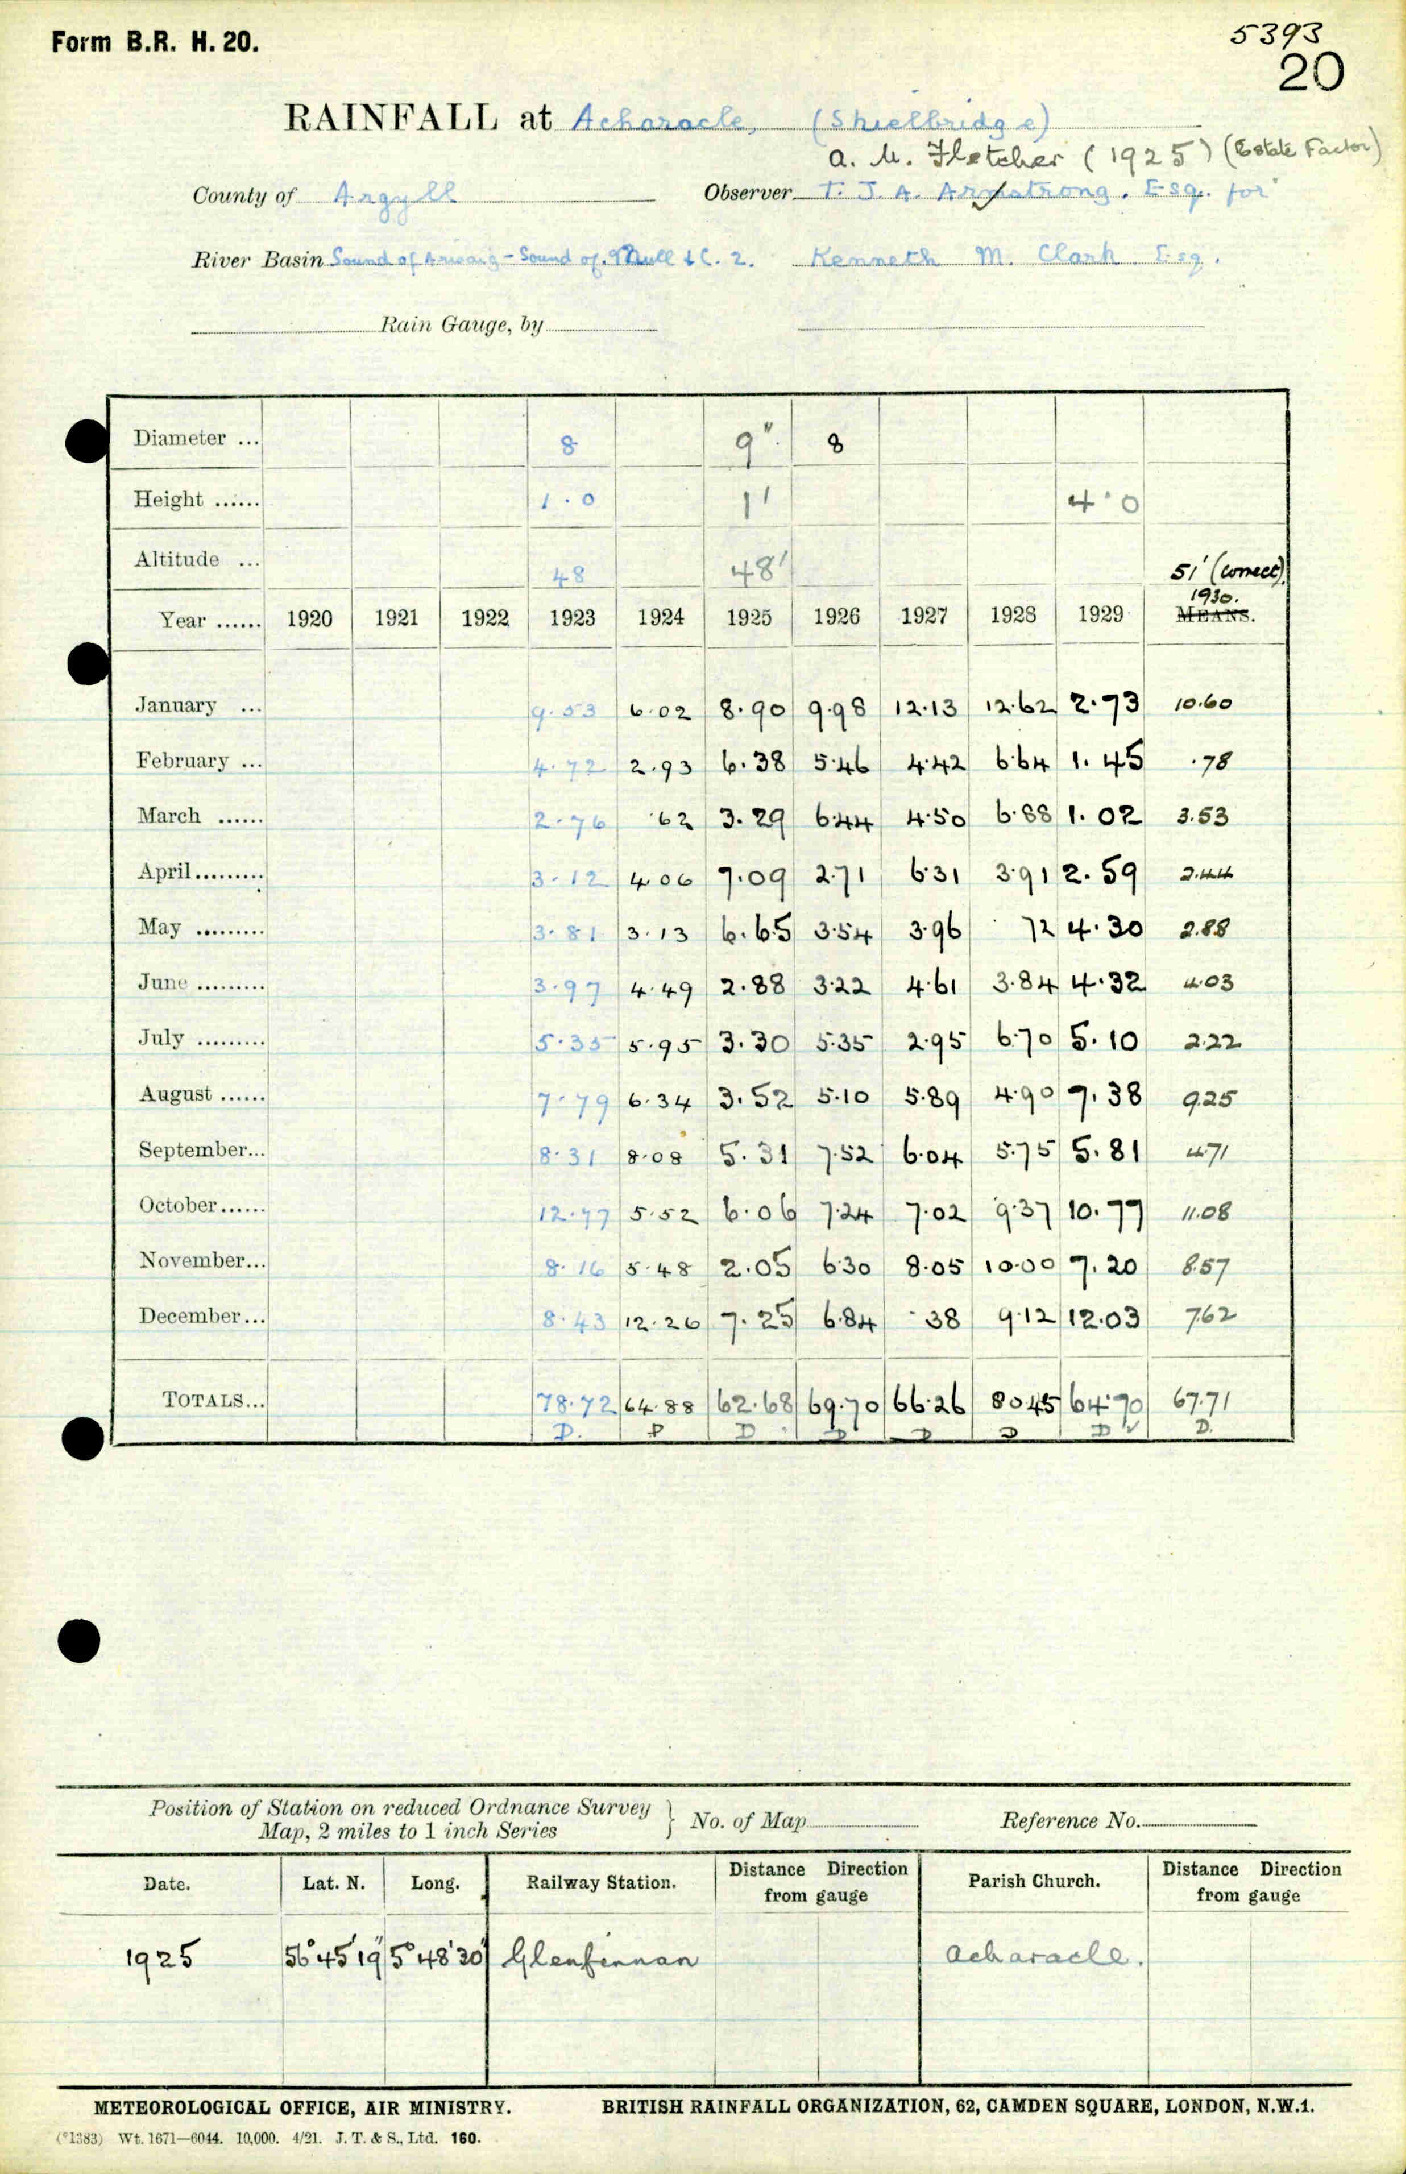 Form B.R. H. 20.
5393
20
RAINFALL at Acharacle, (Shielbridge)
A. M. Fletcher (1925) (Estate Factor)
County of Argyll Observer T. J. A. Armstrong. Esq. for
River Basin Sound of Arisaig - Sound of Mull & C. 2. Kenneth M. Clark. Esq.
Rain Gauge, by
Diameter ... 8 9" 8
Height ...... 1.0 1' 4.0
Altitude ... 48 48' 51' (correct)
1930.
Year ...... 1920 1921 1922 1923 1924 1925 1926 1927 1928 1929 MEANS.
January ... 9.53 6.02 8.90 9.98 12.13 12.62 2.73 10.60
February ... 4.72 2.93 6.38 5.46 4.42 6.64 1.45 .78
March ...... 2.76 .62 3.29 6.44 4.50 6.88 1.02 3.53
April......... 3.12 4.06 7.09 2.71 6.31 3.91 2.59 2.44
May ......... 3.81 3.13 6.65 3.54 3.96 .72 4.30 2.88
June ......... 3.97 4.49 2.88 3.22 4.61 3.84 4.32 4.03
July ......... 5.35 5.95 3.30 5.35 2.95 6.70 5.10 2.22
August ...... 7.79 6.34 3.52 5.10 5.89 4.90 7.38 9.25
September... 8.31 8.08 5.31 7.52 6.04 5.75 5.81 4.71
October...... 12.77 5.52 6.06 7.24 7.02 9.37 10.77 11.08
November... 8.16 5.48 2.05 6.30 8.05 10.00 7.20 8.57
December... 8.43 12.26 7.25 6.84 .38 9.12 12.03 7.62
TOTALS... 78.72 64.88 62.68 69.70 66.26 80.45 64.70 67.71
D. P D. D D D D ✓ D.
Position of Station on reduced Ordnance Survey
Map, 2 miles to 1 inch Series } No. of Map Reference No.
Date. Lat. N. Long. Railway Station. Distance Direction from gauge Parish Church. Distance Direction from gauge
1925 56°45'19" 5°48'30" Glenfinnan Acharacle.
METEOROLOGICAL OFFICE, AIR MINISTRY. BRITISH RAINFALL ORGANIZATION, 62, CAMDEN SQUARE, LONDON, N.W.1.
(*1383) Wt. 1671—6044. 10,000. 4/21. J. T. & S., Ltd. 160.